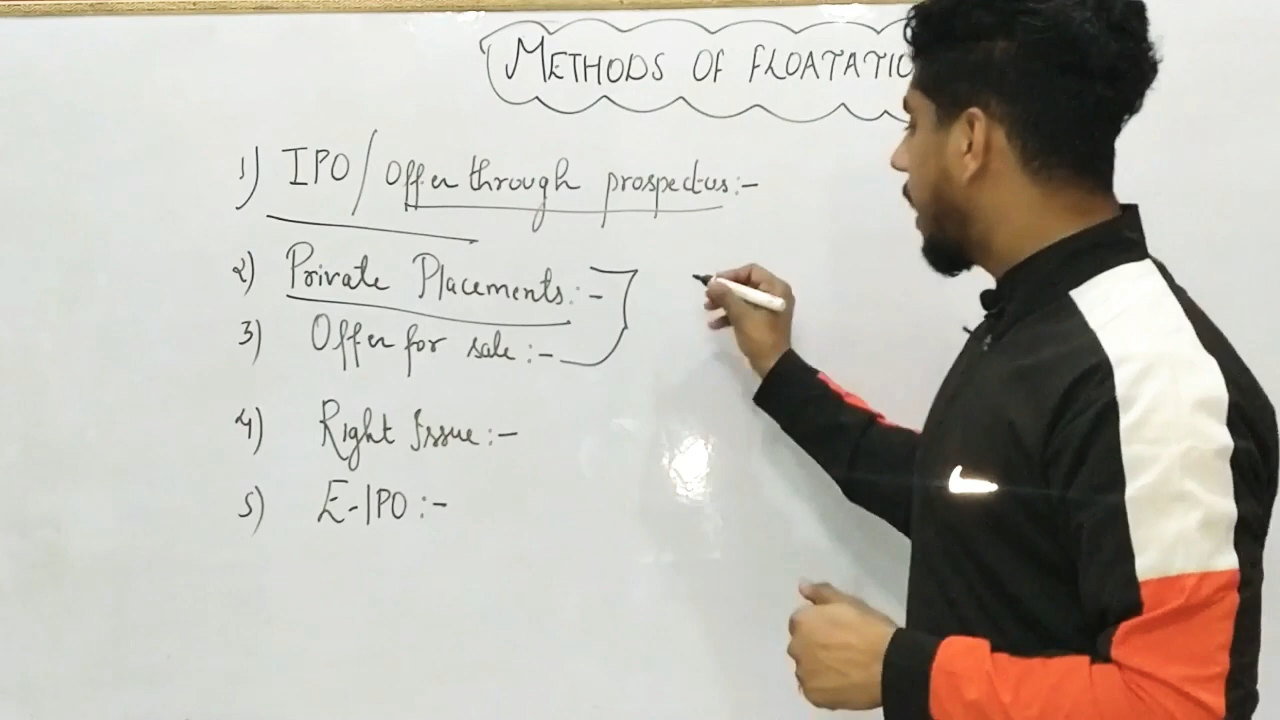 METHODS OF FLOATATIO
1) IPO/Offer through prospectus:-
2) Private Placements:-
3) Offer for sale:-
4) Right Issue:-
5) E-IPO:-